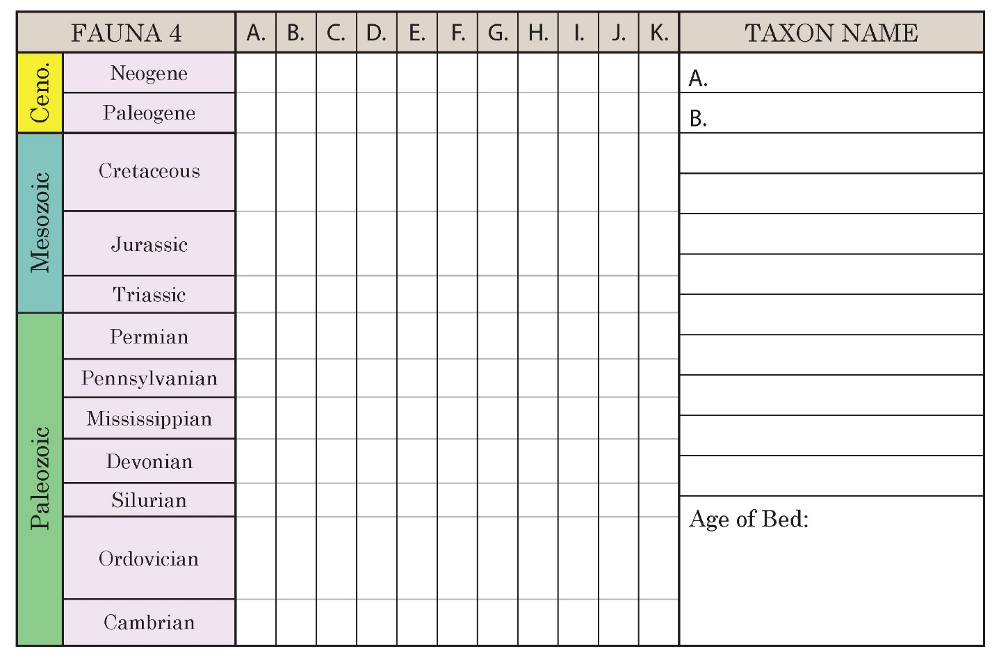 FAUNA 4 A. B. C. D. E. F. G. H. I. J. K. TAXON NAME
Ceno.
Neogene
A.
Paleogene
B.
Mesozoic
Cretaceous
Jurassic
Triassic
Paleozoic
Permian
Pennsylvanian
Mississippian
Devonian
Silurian
Age of Bed:
Ordovician
Cambrian